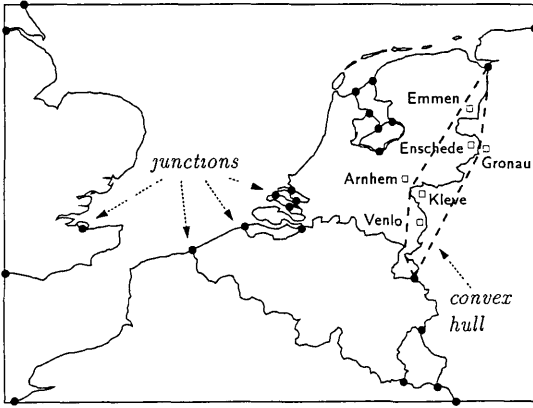 Emmen
junctions
Enschede
Gronau
Arnhem
Kleve
Venlo
convex
hull